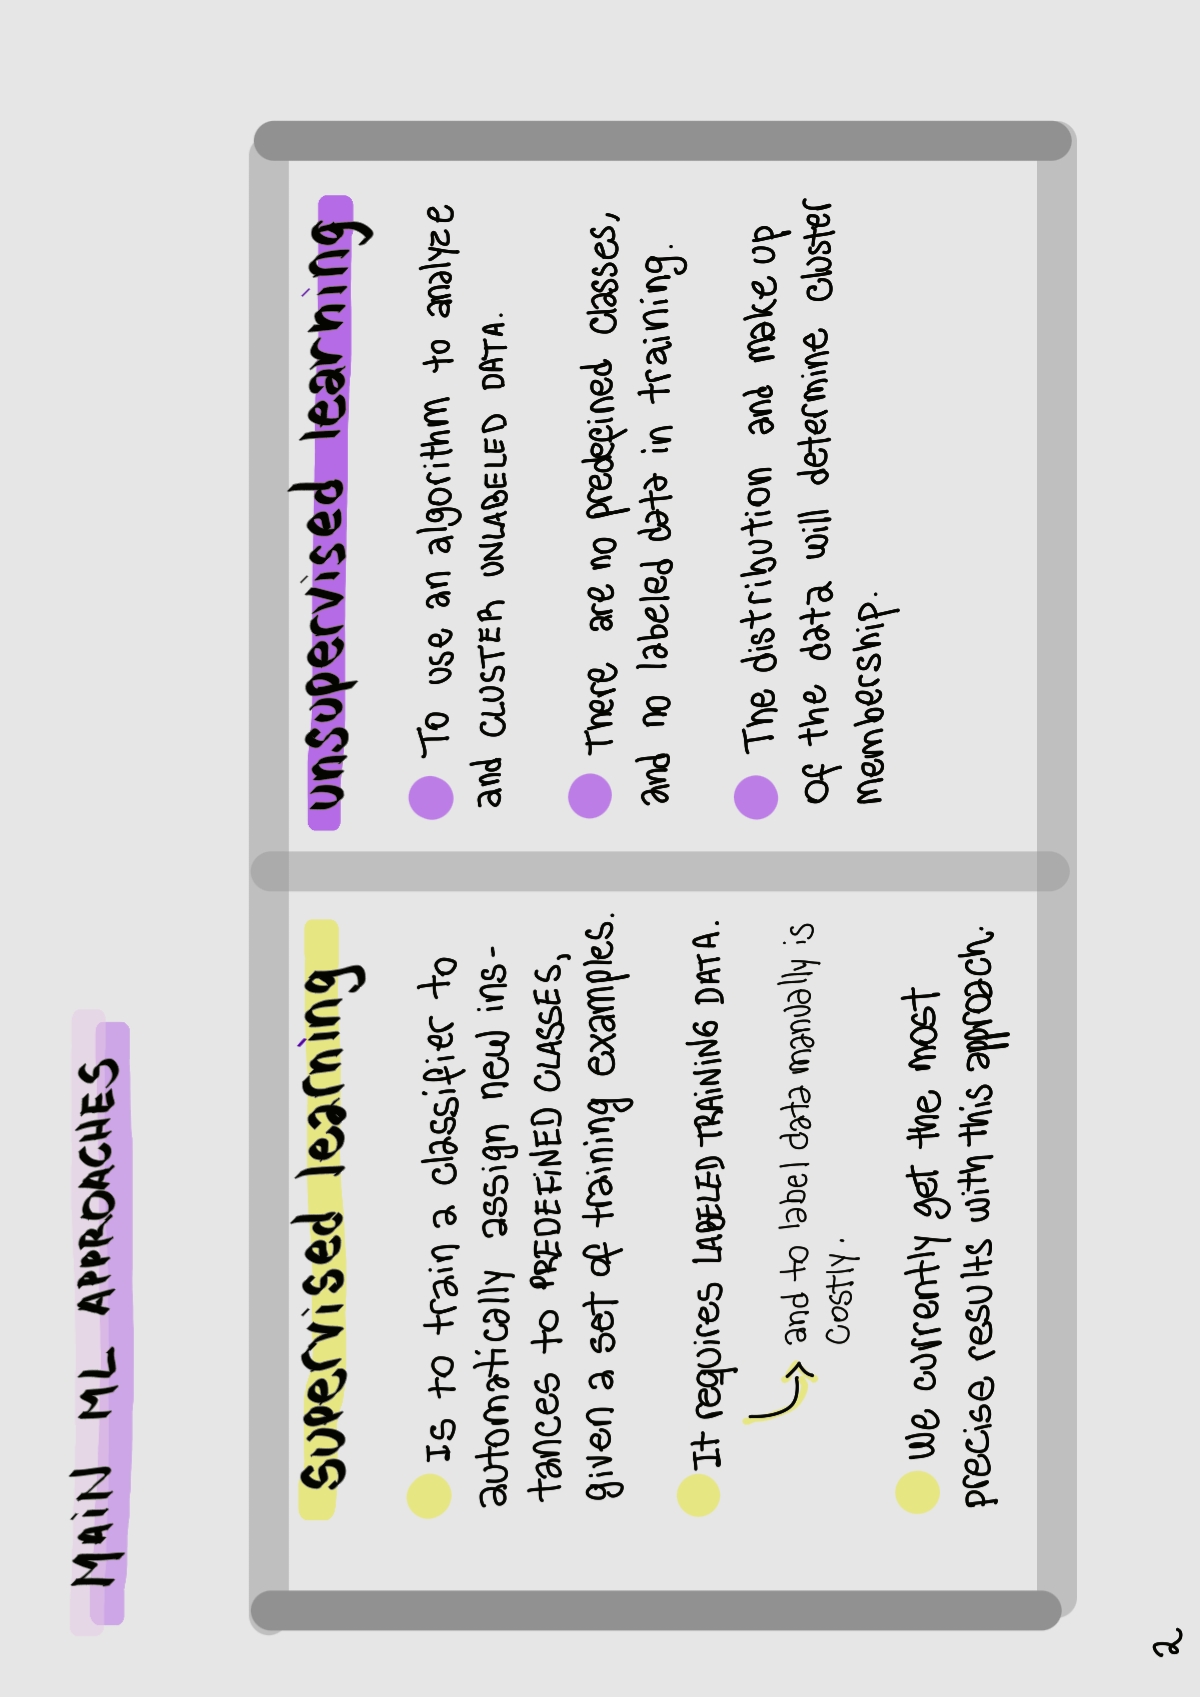 MAiN ML APPROACHES
supervised learning
Is to train a classifier to
automatically assign new ins-
tances to PREDEFiNED CLASSES,
given a set of training examples.
It requires LABELED TRAiNiNG DATA.
and to label data manually is
costly.
We currently get the most
precise results with this approach.
unsupervised learning
To use an algorithm to analyze
and CLUSTER UNLABELED DATA.
There are no predefined classes,
and no labeled data in training.
The distribution and make up
of the data will determine cluster
membership.
2